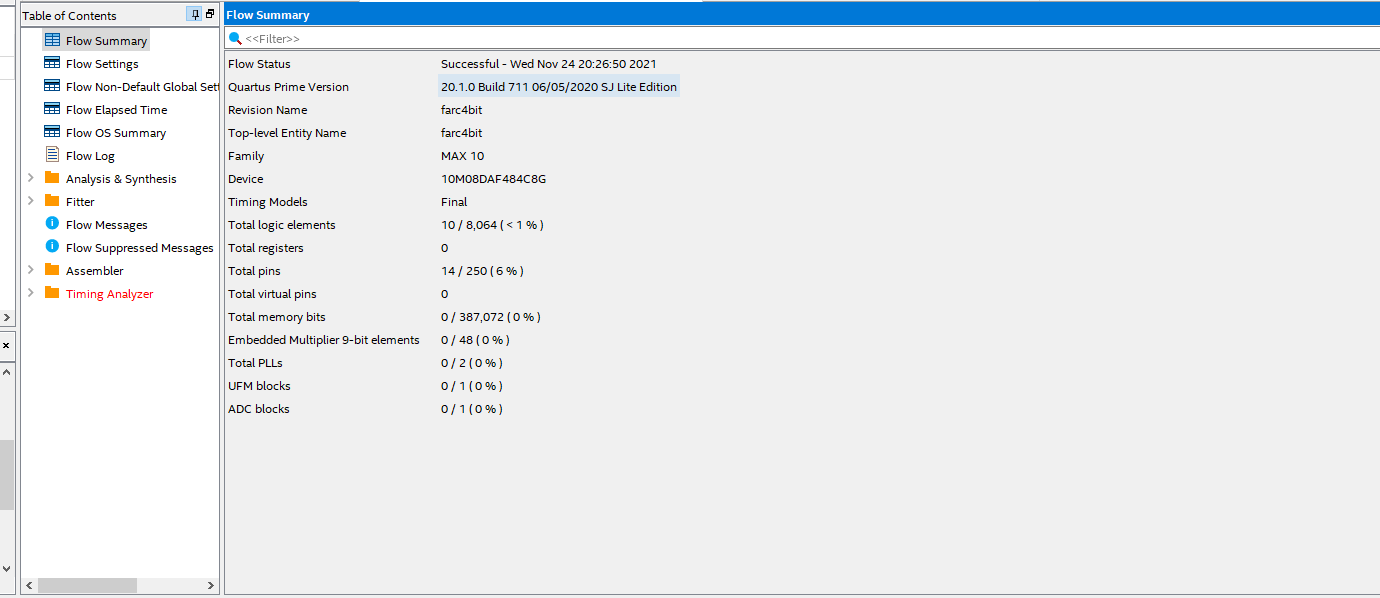 Table of Contents
Flow Summary
Flow Settings
Flow Non-Default Global Sett
Flow Elapsed Time
Flow OS Summary
Flow Log
Analysis & Synthesis
Fitter
Flow Messages
Flow Suppressed Messages
Assembler
Timing Analyzer
Flow Summary
<<Filter>>
Flow Status Successful - Wed Nov 24 20:26:50 2021
Quartus Prime Version 20.1.0 Build 711 06/05/2020 SJ Lite Edition
Revision Name farc4bit
Top-level Entity Name farc4bit
Family MAX 10
Device 10M08DAF484C8G
Timing Models Final
Total logic elements 10 / 8,064 ( < 1 % )
Total registers 0
Total pins 14 / 250 ( 6 % )
Total virtual pins 0
Total memory bits 0 / 387,072 ( 0 % )
Embedded Multiplier 9-bit elements 0 / 48 ( 0 % )
Total PLLs 0 / 2 ( 0 % )
UFM blocks 0 / 1 ( 0 % )
ADC blocks 0 / 1 ( 0 % )